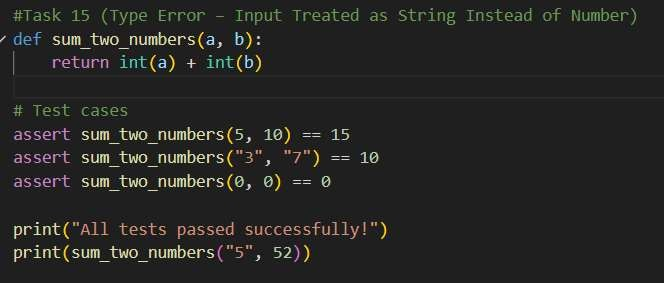 #Task 15 (Type Error – Input Treated as String Instead of Number)
def sum_two_numbers(a, b):
    return int(a) + int(b)

# Test cases
assert sum_two_numbers(5, 10) == 15
assert sum_two_numbers("3", "7") == 10
assert sum_two_numbers(0, 0) == 0

print("All tests passed successfully!")
print(sum_two_numbers("5", 52))